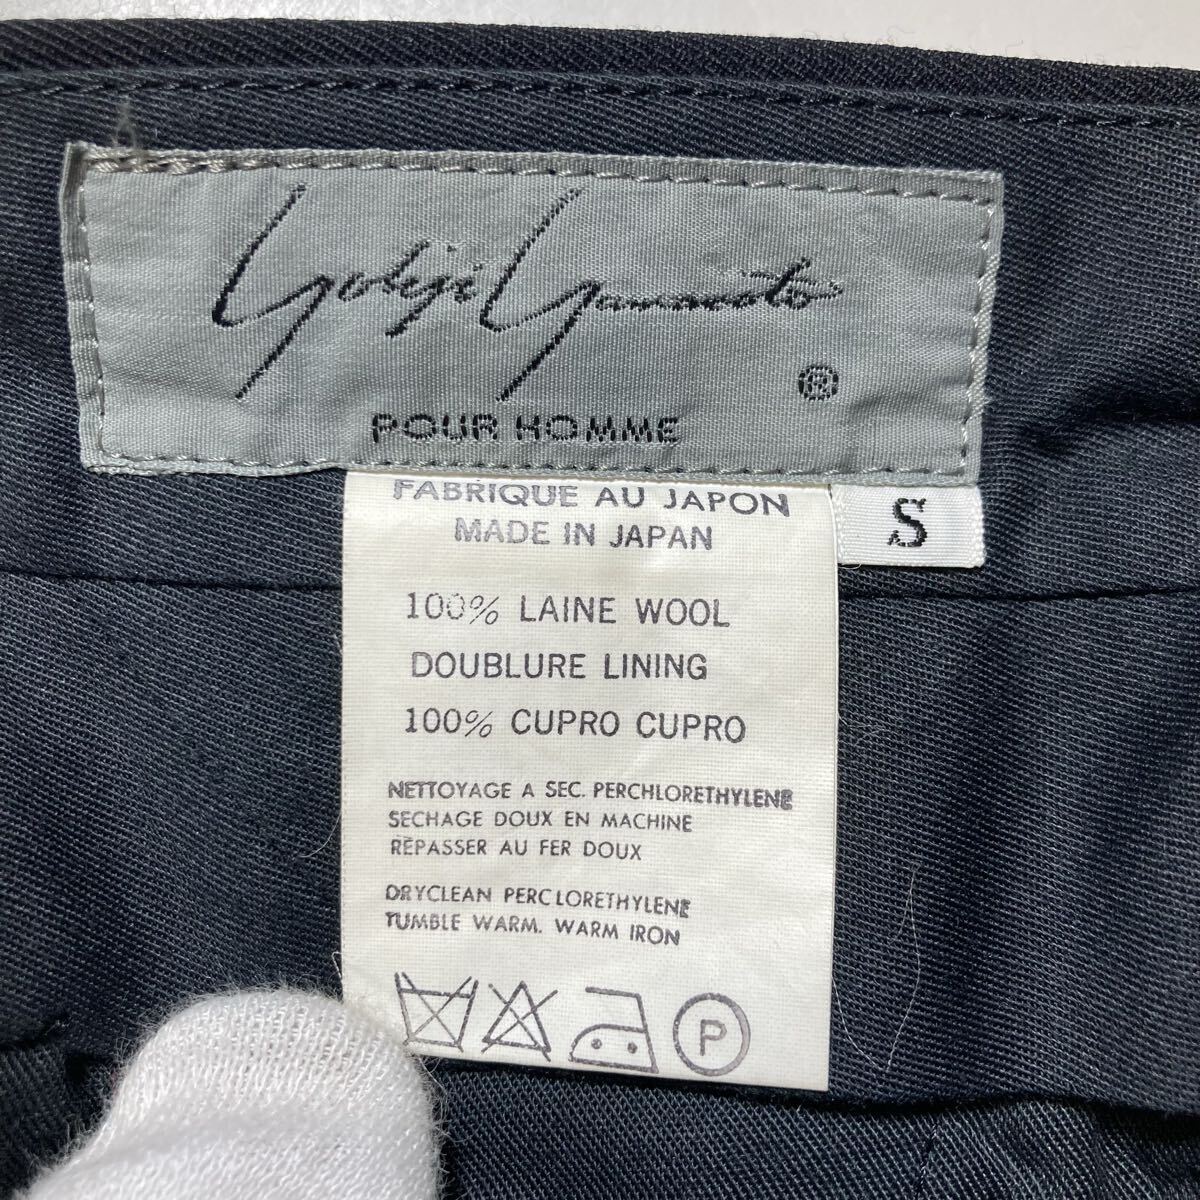 Yohji Yamamoto
®
POUR HOMME
FABRIQUE AU JAPON
MADE IN JAPAN
S
100% LAINE WOOL
DOUBLURE LINING
100% CUPRO CUPRO
NETTOYAGE A SEC. PERCHLORETHYLENE
SECHAGE DOUX EN MACHINE
REPASSER AU FER DOUX
DRYCLEAN PERCLORETHYLENE
TUMBLE WARM. WARM IRON
P